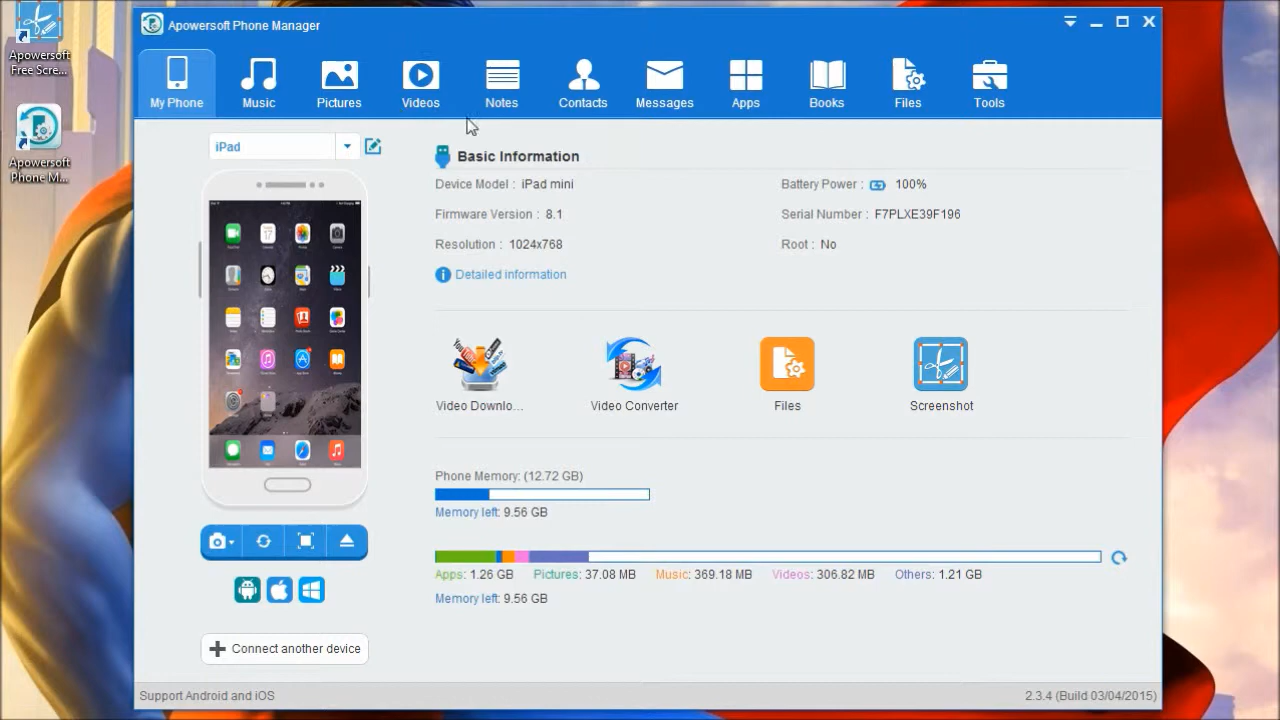 Apowersoft Free Scre...
Apowersoft Phone M...
Apowersoft Phone Manager
My Phone
Music
Pictures
Videos
Notes
Contacts
Messages
Apps
Books
Files
Tools
iPad
Basic Information
Device Model : iPad mini
Battery Power : 100%
Firmware Version : 8.1
Serial Number : F7PLXE39F196
Resolution : 1024x768
Root : No
Detailed information
Video Downlo...
Video Converter
Files
Screenshot
Phone Memory: (12.72 GB)
Memory left: 9.56 GB
Apps: 1.26 GB Pictures: 37.08 MB Music: 369.18 MB Videos: 306.82 MB Others: 1.21 GB
Memory left: 9.56 GB
Connect another device
Support Android and iOS
2.3.4 (Build 03/04/2015)